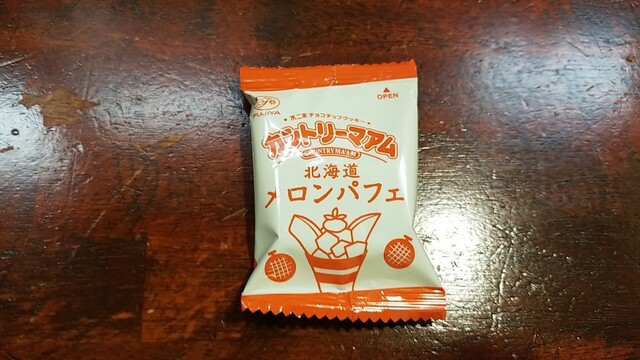 FUJIYA
OPEN
不二家 チョコチップクッキー
カントリーマアム
COUNTRY MA'AM
北海道
メロンパフェ